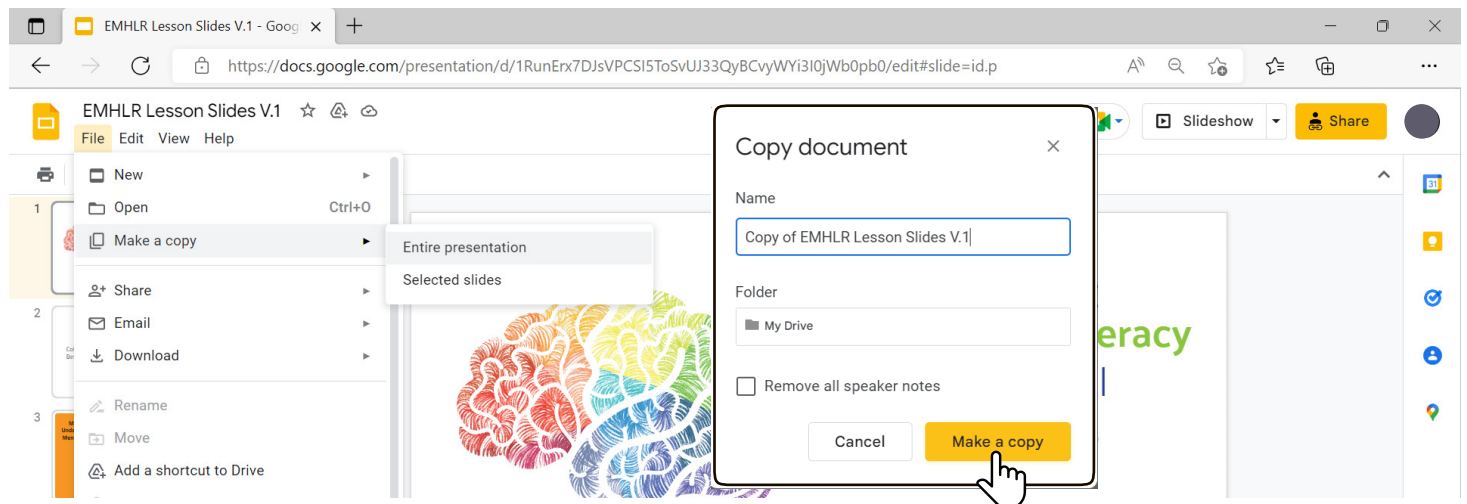 EMHLR Lesson Slides V.1 - Goog
https://docs.google.com/presentation/d/1RunErx7DJsVPCSI5ToSvUJ33QyBCvyWYi3I0jWb0pb0/edit#slide=id.p
EMHLR Lesson Slides V.1
File Edit View Help
Slideshow
Share
New
Open Ctrl+O
Make a copy
Share
Email
Download
Rename
Move
Add a shortcut to Drive
Entire presentation
Selected slides
1
2
3
Copy document
Name
Copy of EMHLR Lesson Slides V.1
Folder
My Drive
Remove all speaker notes
Cancel Make a copy
eracy
31